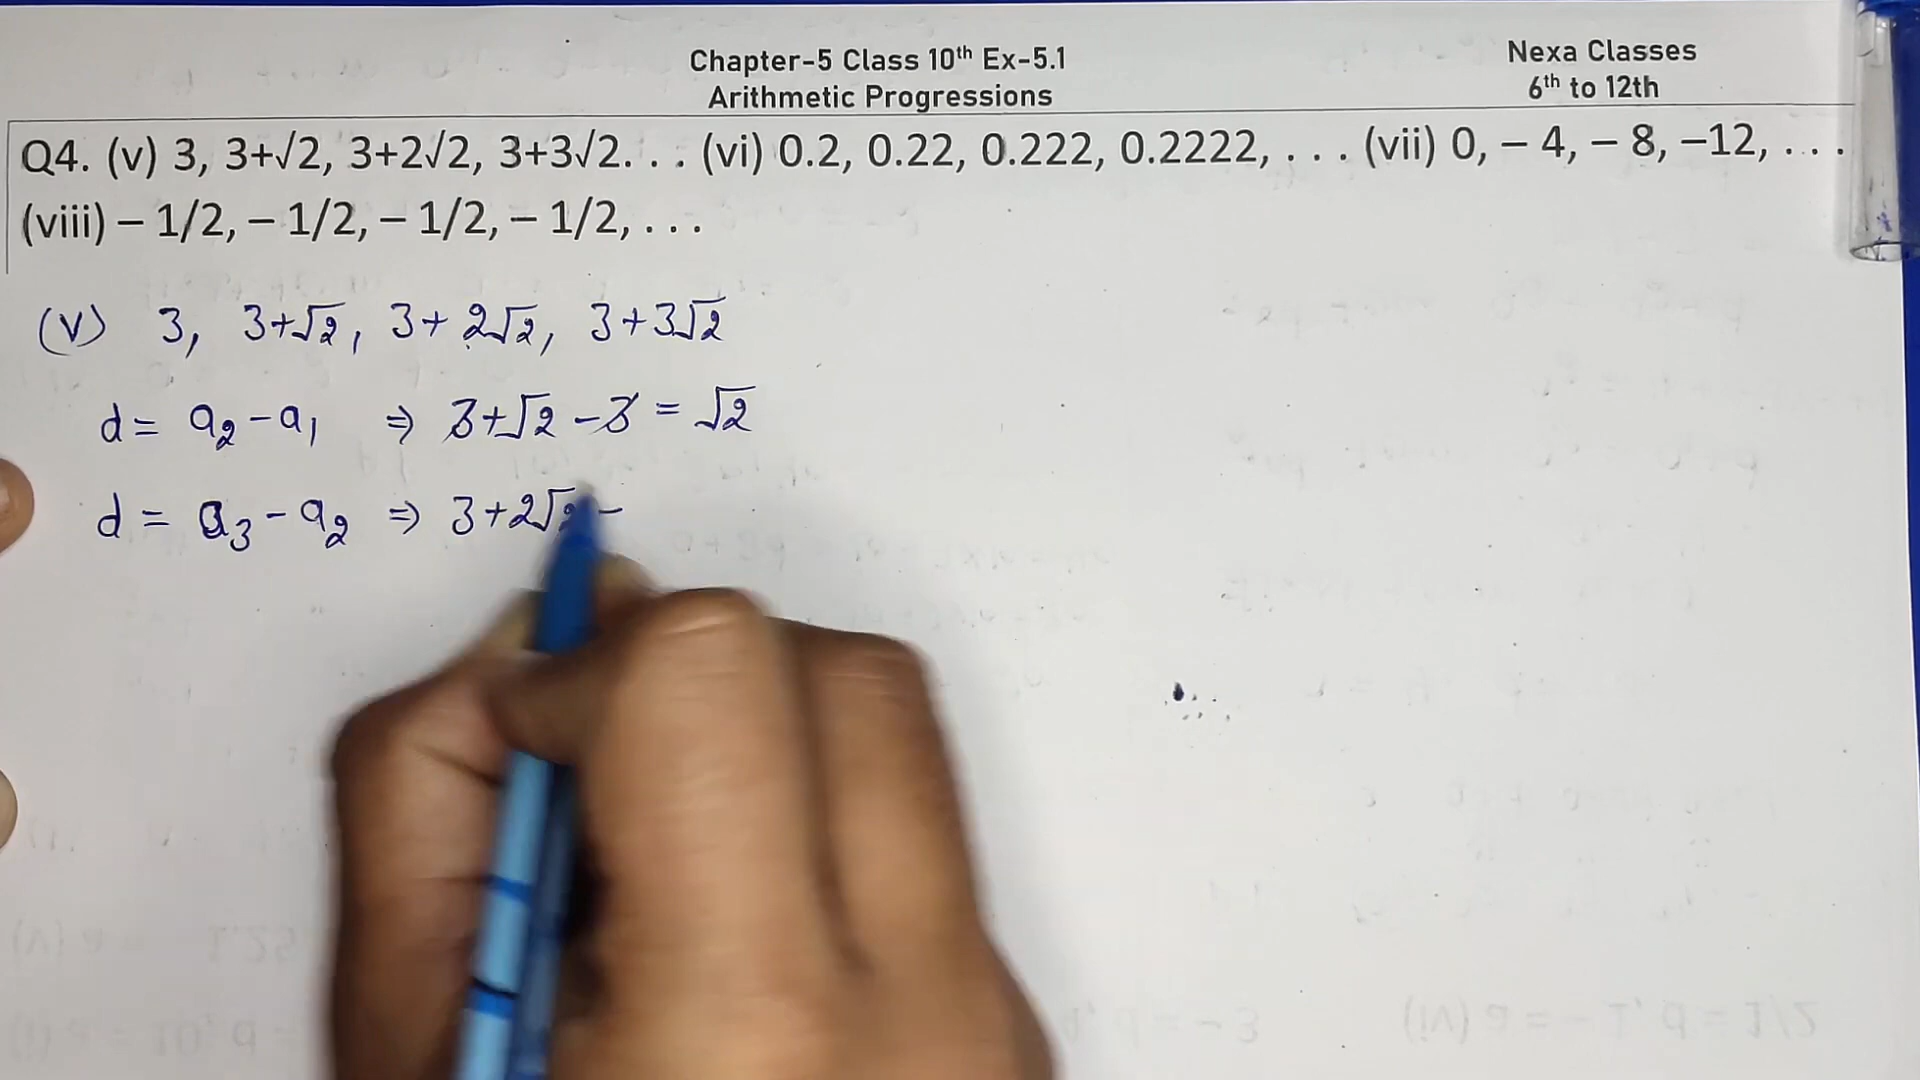 Chapter-5 Class 10th Ex-5.1
Arithmetic Progressions
Nexa Classes
6th to 12th
Q4. (v) 3, 3+√2, 3+2√2, 3+3√2. . . (vi) 0.2, 0.22, 0.222, 0.2222, . . . (vii) 0, – 4, – 8, –12, . . .
(viii) – 1/2, – 1/2, – 1/2, – 1/2, . . .
(v) 3, 3+√2, 3+2√2, 3+3√2
d = a₂ - a₁ ⇒ 3+√2 - 3 = √2
d = a₃ - a₂ ⇒ 3+2√2 -